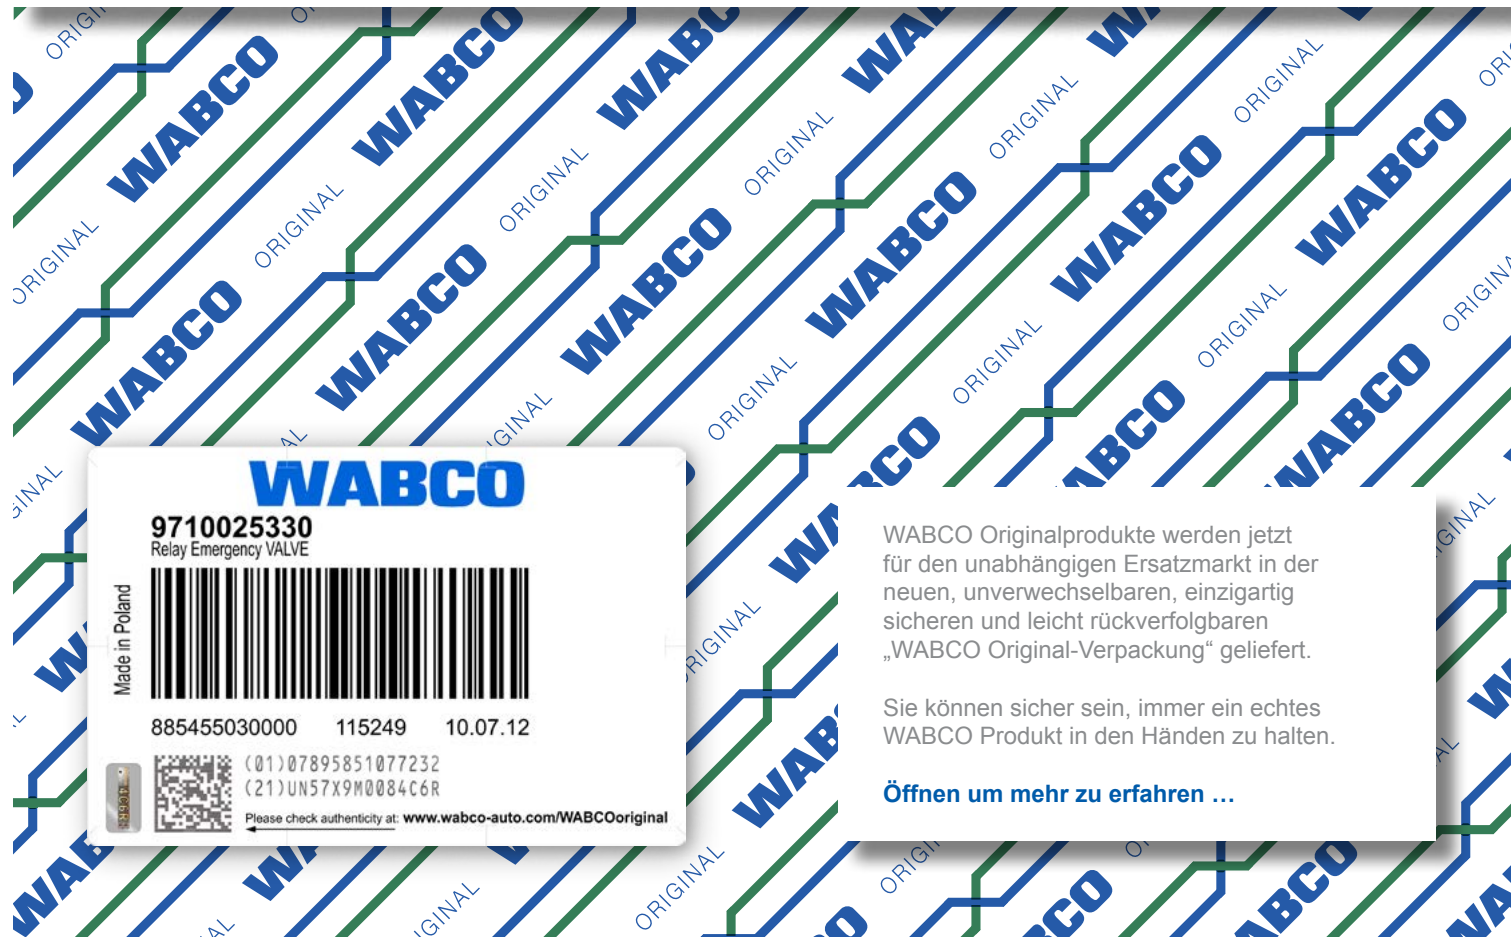 WABCO
9710025330
Relay Emergency VALVE
Made in Poland
885455030000 115249 10.07.12
(01)07895851077232
(21)UN57X9M0084C6R
4C6R
Please check authenticity at: www.wabco-auto.com/WABCOoriginal
WABCO Originalprodukte werden jetzt
für den unabhängigen Ersatzmarkt in der
neuen, unverwechselbaren, einzigartig
sicheren und leicht rückverfolgbaren
„WABCO Original-Verpackung“ geliefert.
Sie können sicher sein, immer ein echtes
WABCO Produkt in den Händen zu halten.
Öffnen um mehr zu erfahren …
WABCO
ORIGINAL